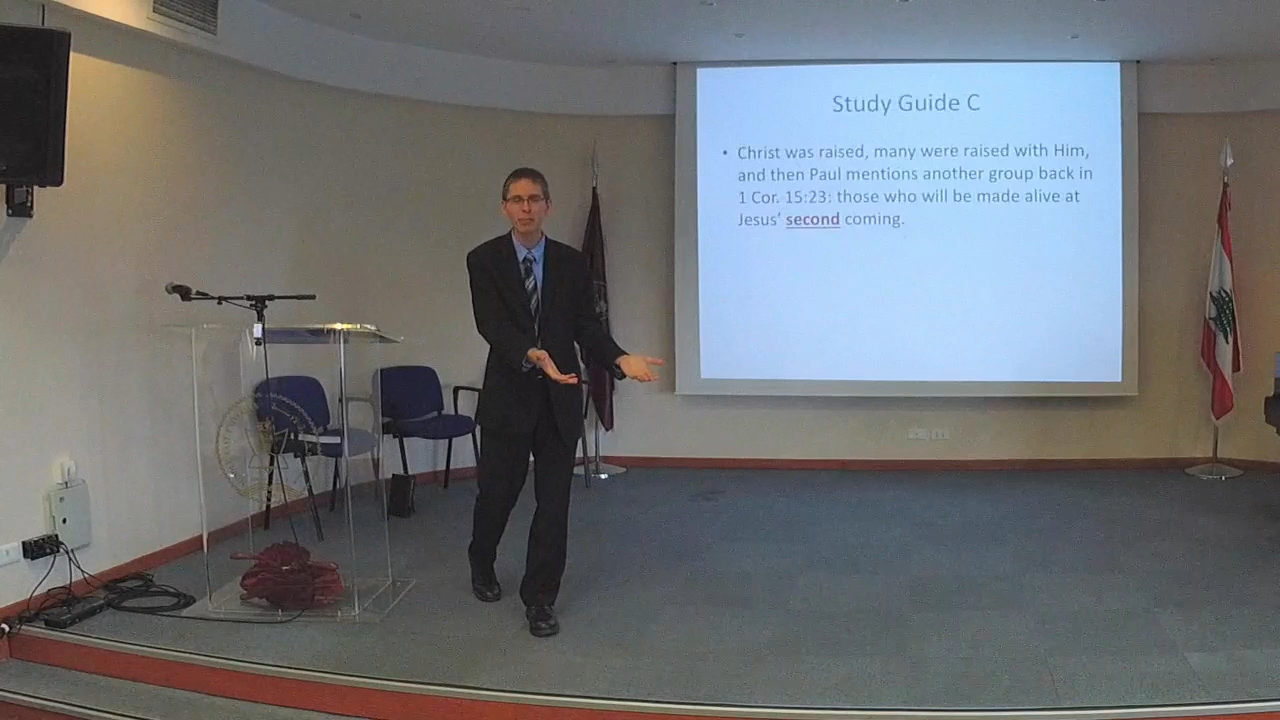 Study Guide C
• Christ was raised, many were raised with Him,
and then Paul mentions another group back in
1 Cor. 15:23: those who will be made alive at
Jesus’ second coming.